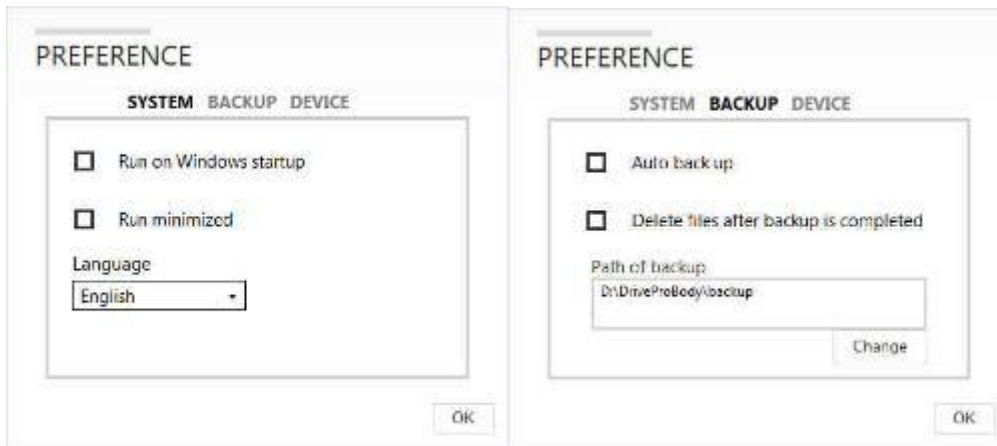 PREFERENCE
SYSTEM BACKUP DEVICE
Run on Windows startup
Run minimized
Language
English
OK
PREFERENCE
SYSTEM BACKUP DEVICE
Auto back up
Delete files after backup is completed
Path of backup
D:\DriveProBody\backup
Change
OK